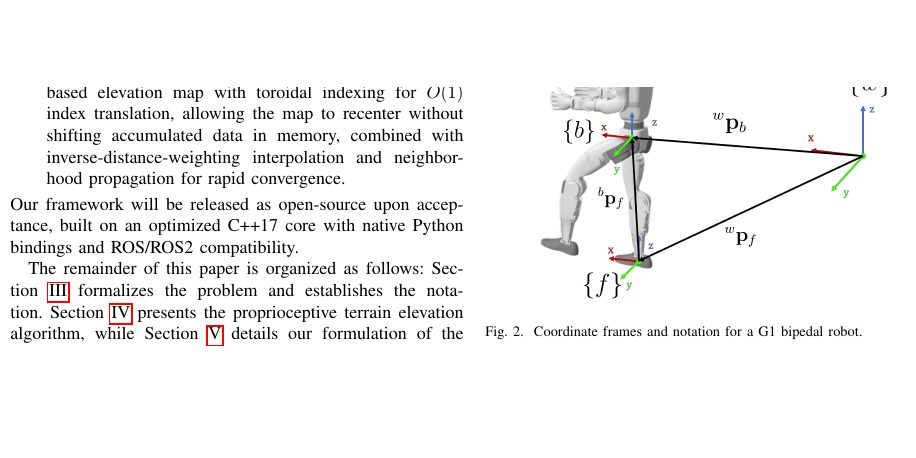 based elevation map with toroidal indexing for O(1)
index translation, allowing the map to recenter without
shifting accumulated data in memory, combined with
inverse-distance-weighting interpolation and neighbor-
hood propagation for rapid convergence.
Our framework will be released as open-source upon accep-
tance, built on an optimized C++17 core with native Python
bindings and ROS/ROS2 compatibility.
The remainder of this paper is organized as follows: Sec-
tion III formalizes the problem and establishes the nota-
tion. Section IV presents the proprioceptive terrain elevation
algorithm, while Section V details our formulation of the
{w}
z
x
y
ʷp_b
{b}
x
z
y
ᵇp_f
ʷp_f
x
z
{f}
y
Fig. 2. Coordinate frames and notation for a G1 bipedal robot.